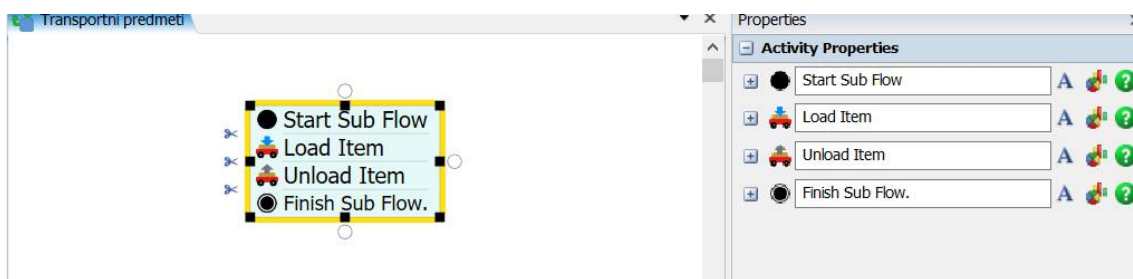 Transportni predmeti
Start Sub Flow
Load Item
Unload Item
Finish Sub Flow.
Properties
Activity Properties
Start Sub Flow
Load Item
Unload Item
Finish Sub Flow.